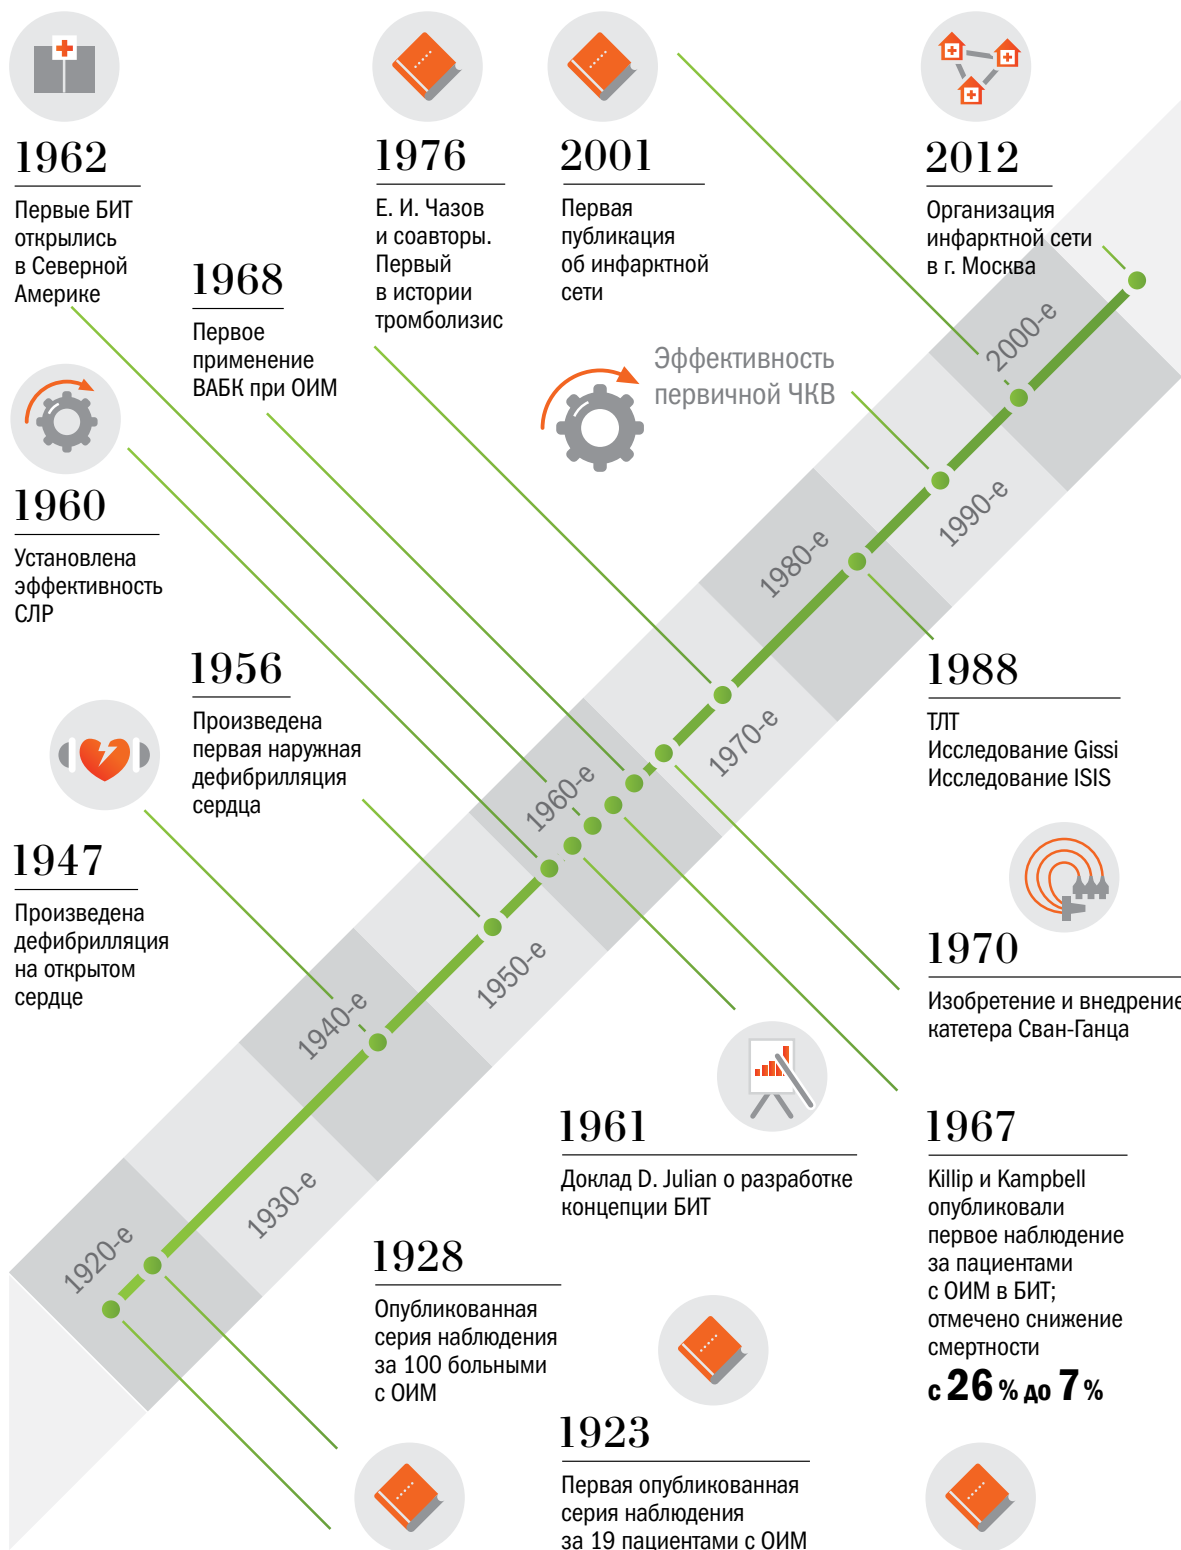 1962
Первые БИТ
открылись
в Северной
Америке
1976
Е. И. Чазов
и соавторы.
Первый
в истории
тромболизис
2001
Первая
публикация
об инфарктной
сети
2012
Организация
инфарктной сети
в г. Москва
1968
Первое
применение
ВАБК при ОИМ
Эффективность
первичной ЧКВ
1960
Установлена
эффективность
СЛР
1956
Произведена
первая наружная
дефибрилляция
сердца
1947
Произведена
дефибрилляция
на открытом
сердце
2000-е
1990-е
1980-е
1970-е
1960-е
1950-е
1940-е
1930-е
1920-е
1988
ТЛТ
Исследование Gissi
Исследование ISIS
1970
Изобретение и внедрение
катетера Сван-Ганца
1961
Доклад D. Julian о разработке
концепции БИТ
1967
Killip и Kampbell
опубликовали
первое наблюдение
за пациентами
с ОИМ в БИТ;
отмечено снижение
смертности
с 26 % до 7 %
1928
Опубликованная
серия наблюдения
за 100 больными
с ОИМ
1923
Первая опубликованная
серия наблюдения
за 19 пациентами с ОИМ